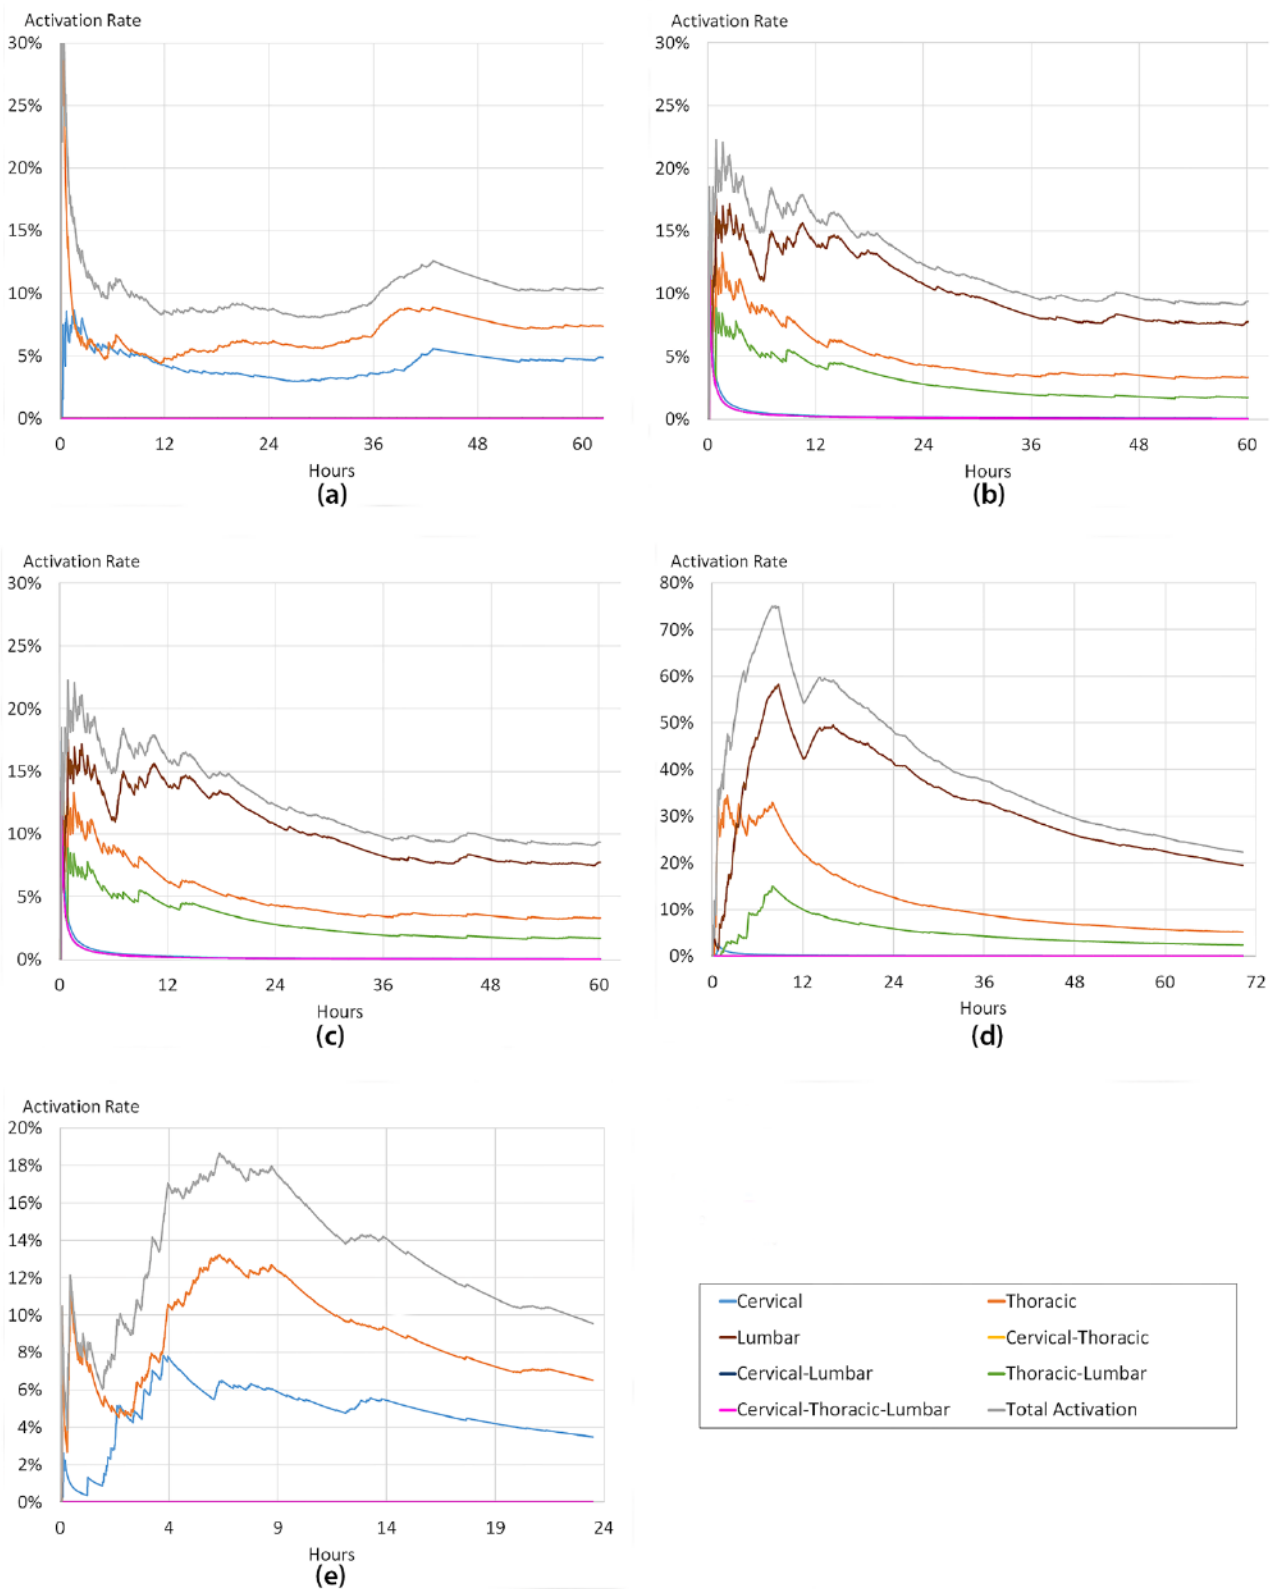 Activation Rate
30%
25%
20%
15%
10%
5%
0%
0 12 24 36 48 60
Hours
(a)
Activation Rate
30%
25%
20%
15%
10%
5%
0%
0 12 24 36 48 60
Hours
(b)
Activation Rate
30%
25%
20%
15%
10%
5%
0%
0 12 24 36 48 60
Hours
(c)
Activation Rate
80%
70%
60%
50%
40%
30%
20%
10%
0%
0 12 24 36 48 60 72
Hours
(d)
Activation Rate
20%
18%
16%
14%
12%
10%
8%
6%
4%
2%
0%
0 4 9 14 19 24
Hours
(e)
Cervical Thoracic
Lumbar Cervical-Thoracic
Cervical-Lumbar Thoracic-Lumbar
Cervical-Thoracic-Lumbar Total Activation